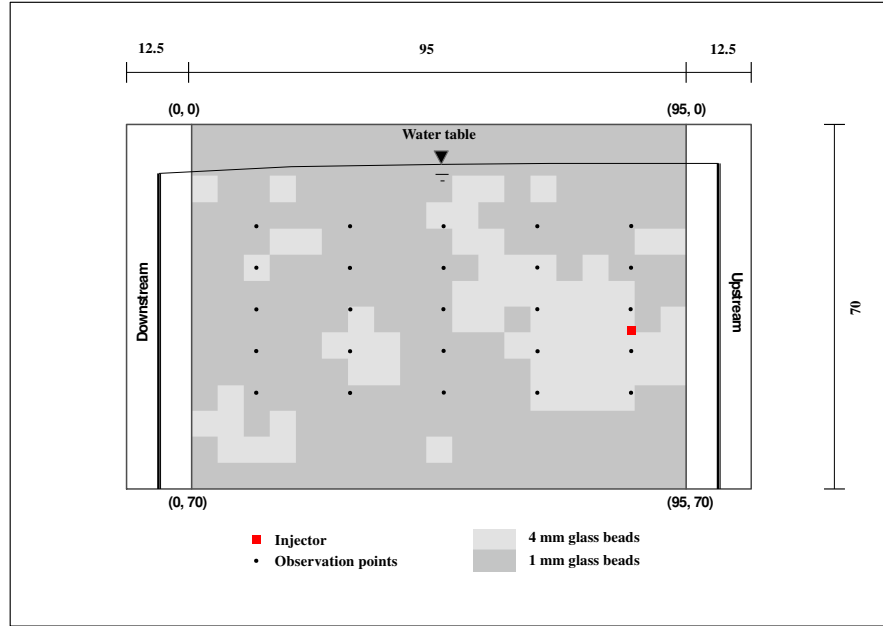 12.5
95
12.5
(0, 0)
(95, 0)
Water table
Downstream
Upstream
70
(0, 70)
(95, 70)
Injector
Observation points
4 mm glass beads
1 mm glass beads